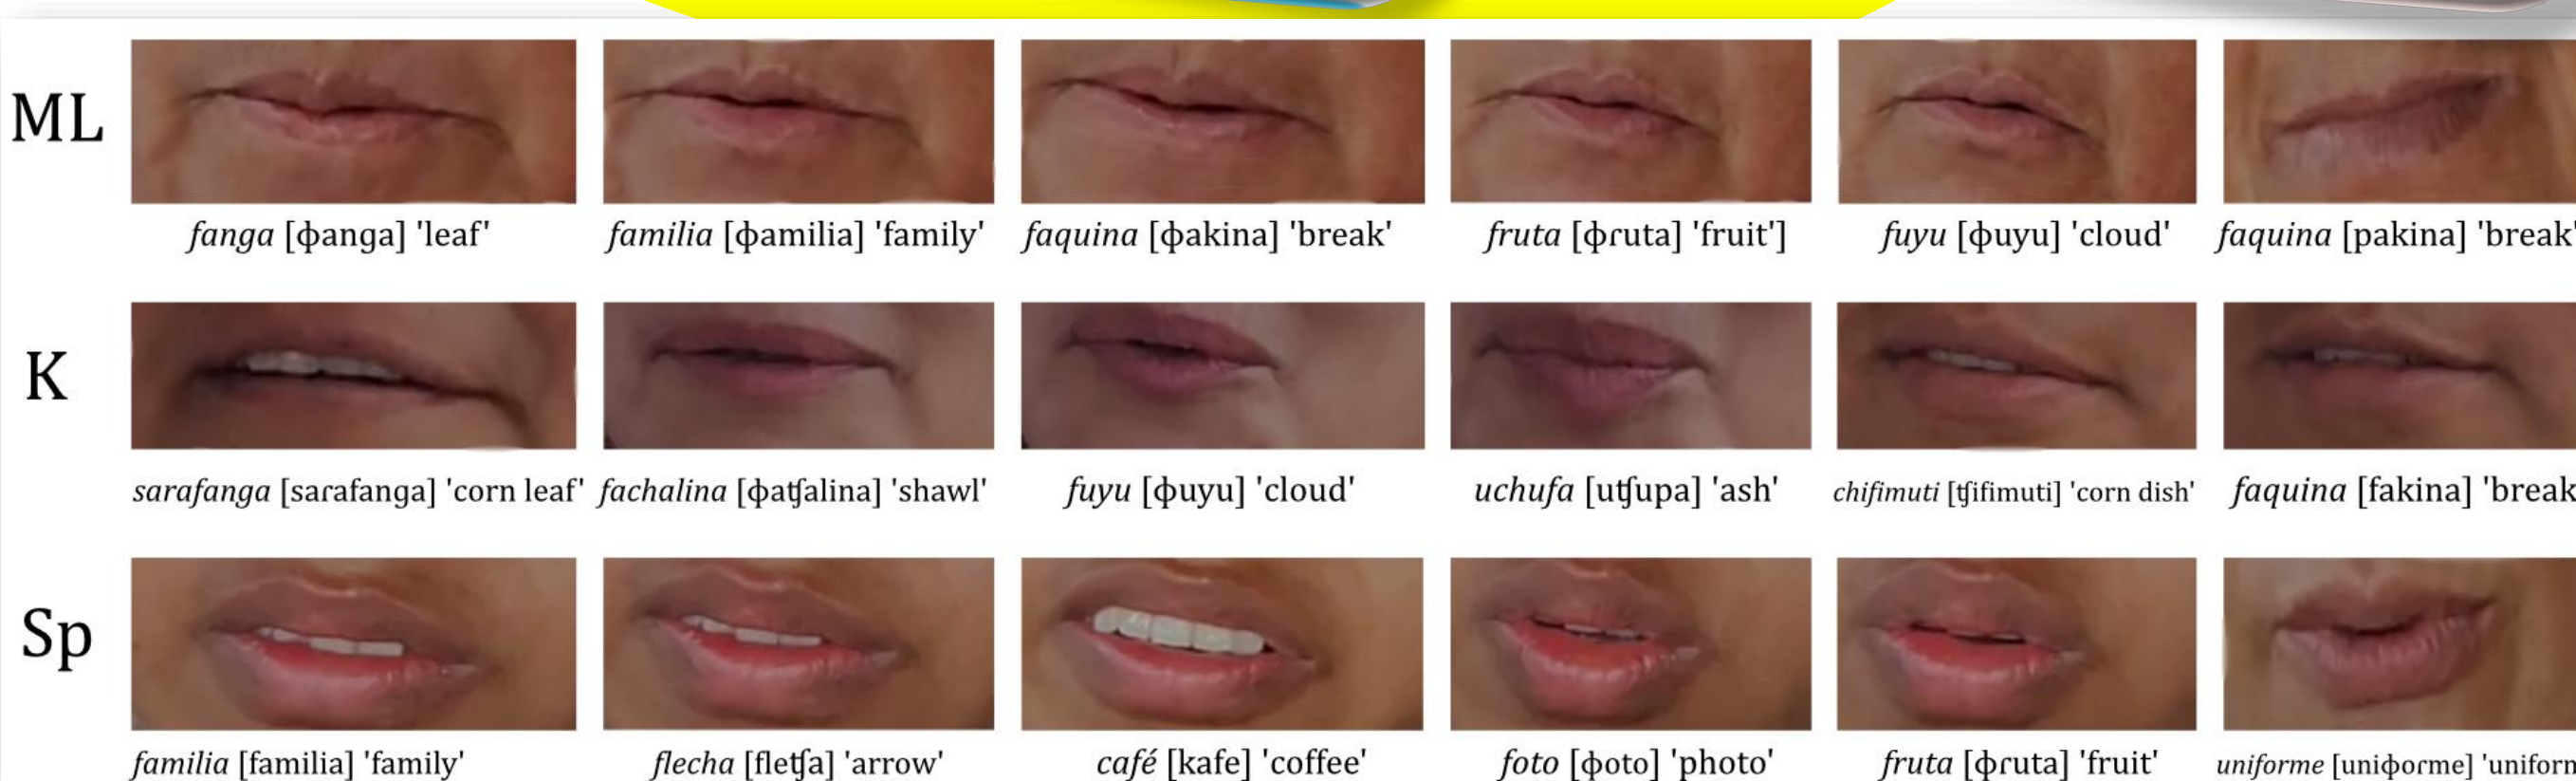 ML
fanga [ɸanga] 'leaf'
familia [ɸamilia] 'family'
faquina [ɸakina] 'break'
fruta [ɸɾuta] 'fruit']
fuyu [ɸuyu] 'cloud'
faquina [pakina] 'break'
K
sarafanga [saɾafanga] 'corn leaf'
fachalina [ɸatʃalina] 'shawl'
fuyu [ɸuyu] 'cloud'
uchufa [utʃupa] 'ash'
chifimuti [tʃifimuti] 'corn dish'
faquina [fakina] 'break
Sp
familia [familia] 'family'
flecha [fletʃa] 'arrow'
café [kafe] 'coffee'
foto [ɸoto] 'photo'
fruta [ɸɾuta] 'fruit'
uniforme [uniɸorme] 'uniform